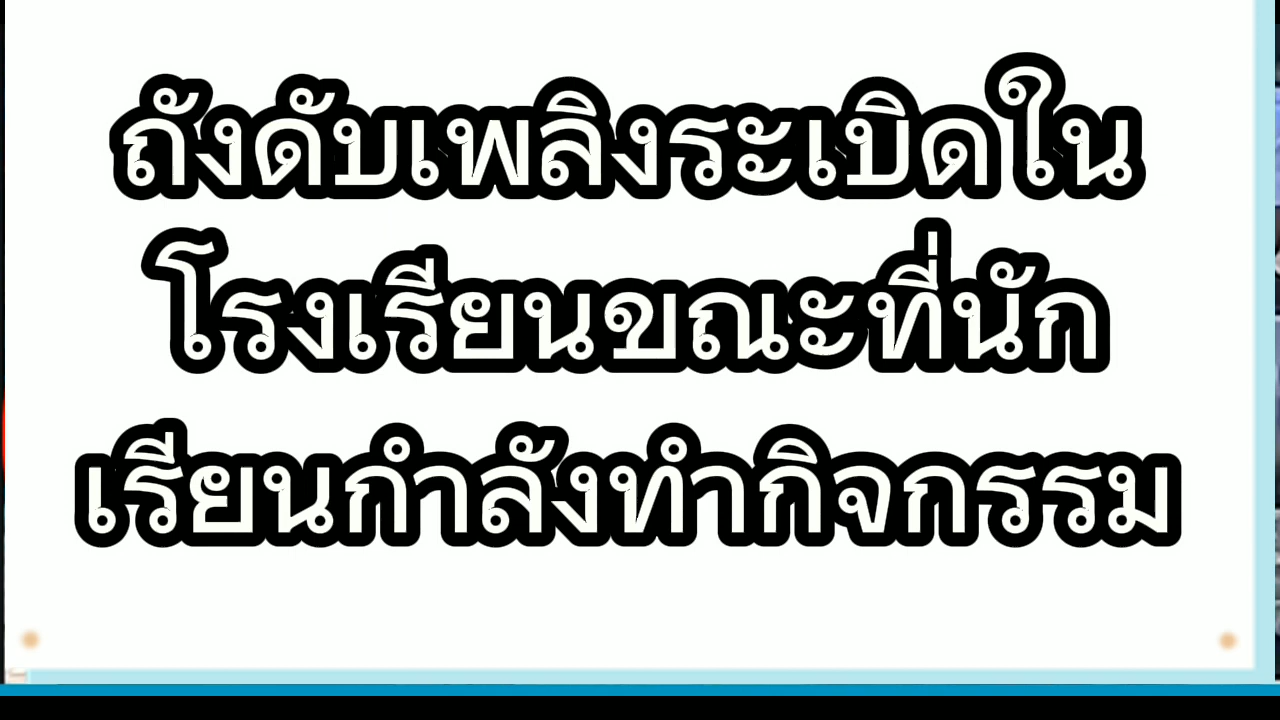 ถังดับเพลิงระเบิดใน
โรงเรียนขณะที่นัก
เรียนกำลังทำกิจกรรม